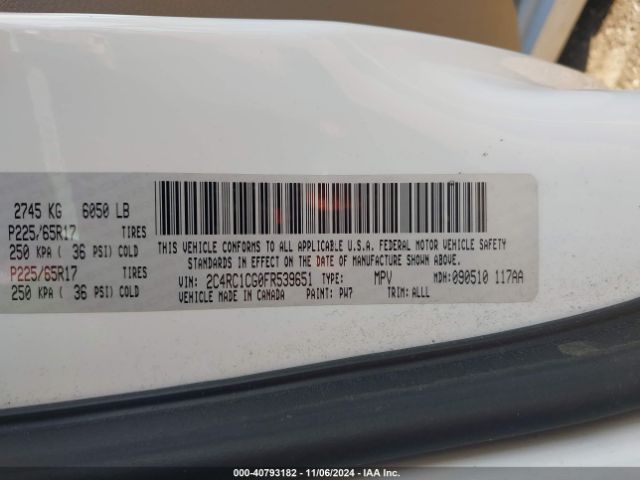 2745 KG 6050 LB
P225/65R17 TIRES
250 KPA ( 36 PSI) COLD
P225/65R17 TIRES
250 KPA ( 36 PSI) COLD
THIS VEHICLE CONFORMS TO ALL APPLICABLE U.S.A. FEDERAL MOTOR VEHICLE SAFETY
STANDARDS IN EFFECT ON THE DATE OF MANUFACTURE SHOWN ABOVE.
VIN: 2C4RC1CG0FR539651 TYPE: MPV MDH:090510 117AA
VEHICLE MADE IN CANADA PAINT: PW7 TRIM: ALLL
000-40793182 - 11/06/2024 - IAA Inc.